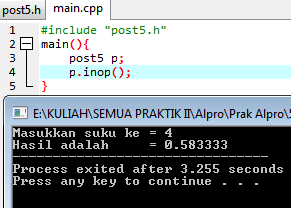 post5.h main.cpp
1 #include "post5.h"
2 main(){
3 post5 p;
4 p.inop();
5 }
E:\KULIAH\SEMUA PRAKTIK II\Alpro\Prak Alpro\
Masukkan suku ke = 4
Hasil adalah = 0.583333
--------------------------------
Process exited after 3.255 seconds
Press any key to continue . . .